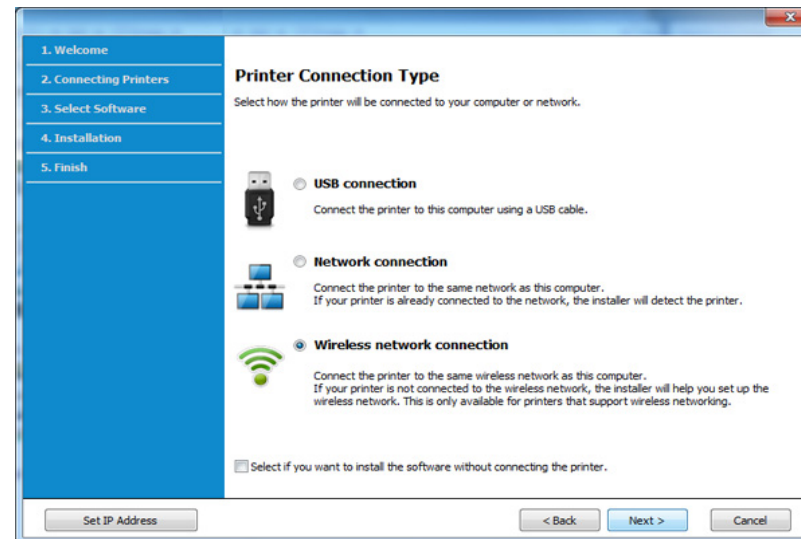 1. Welcome
2. Connecting Printers
3. Select Software
4. Installation
5. Finish
Printer Connection Type
Select how the printer will be connected to your computer or network.
USB connection
Connect the printer to this computer using a USB cable.
Network connection
Connect the printer to the same network as this computer.
If your printer is already connected to the network, the installer will detect the printer.
Wireless network connection
Connect the printer to the same wireless network as this computer.
If your printer is not connected to the wireless network, the installer will help you set up the
wireless network. This is only available for printers that support wireless networking.
Select if you want to install the software without connecting the printer.
Set IP Address
< Back
Next >
Cancel